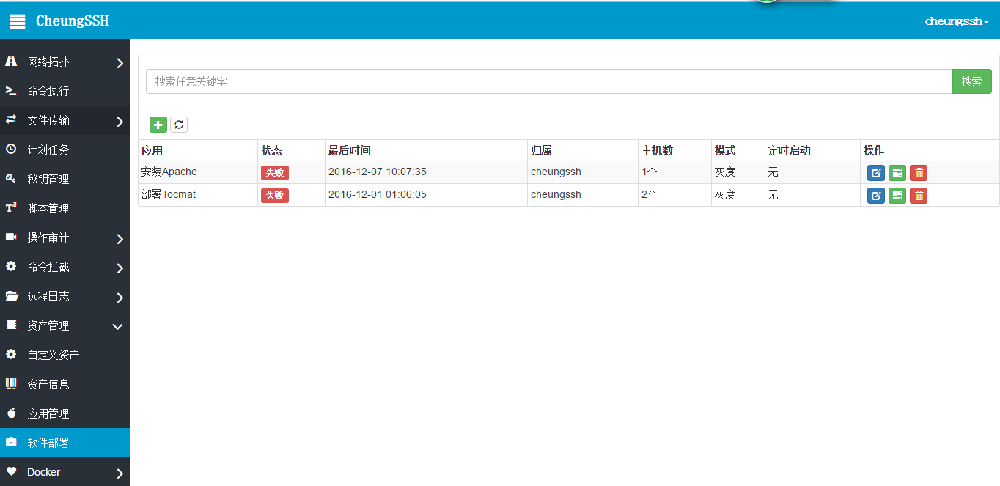 CheungSSH
cheungssh
网络拓扑
命令执行
文件传输
计划任务
秘钥管理
脚本管理
操作审计
命令拦截
远程日志
资产管理
自定义资产
资产信息
应用管理
软件部署
Docker
搜索任意关键字 搜索
应用 状态 最后时间 归属 主机数 模式 定时启动 操作
安装Apache 失败 2016-12-07 10:07:35 cheungssh 1个 灰度 无
部署Tocmat 失败 2016-12-01 01:06:05 cheungssh 2个 灰度 无